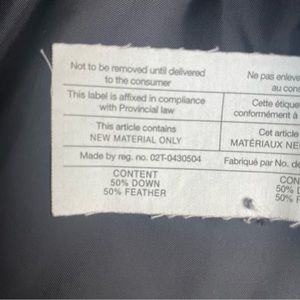 Not to be removed until delivered
to the consumer
This label is affixed in compliance
with Provincial law
This article contains
NEW MATERIAL ONLY
Made by reg. no. 02T-0430504
CONTENT
50% DOWN
50% FEATHER
Ne pas enleve
au cons
Cette étique
conformément à
Cet article
MATÉRIAUX NE
Fabriqué par No. de
CON
50%
50% F